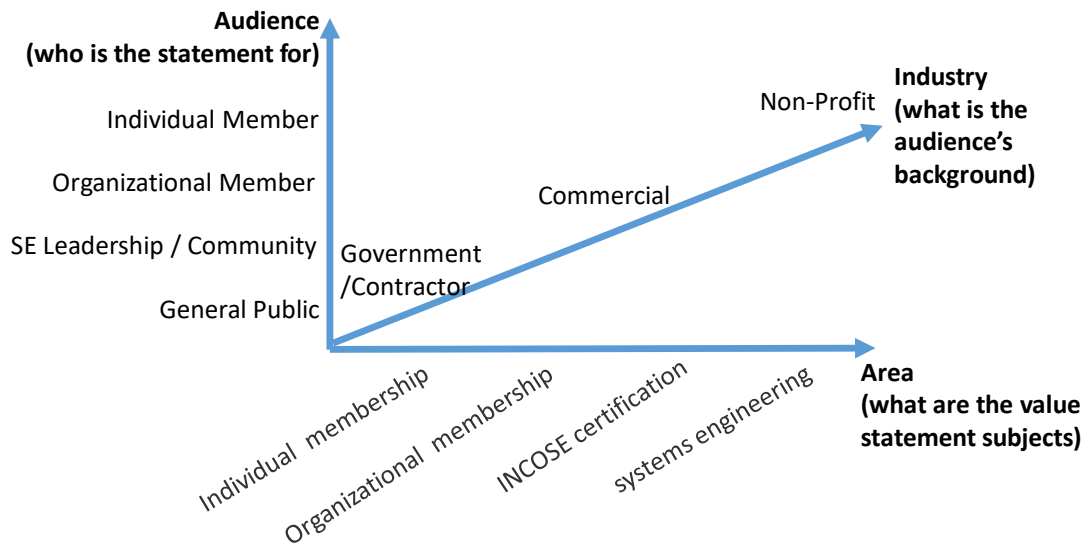 Audience
(who is the statement for)
Individual Member
Organizational Member
SE Leadership / Community
General Public
Government
/Contractor
Commercial
Non-Profit
Industry
(what is the
audience’s
background)
Individual membership
Organizational membership
INCOSE certification
systems engineering
Area
(what are the value
statement subjects)